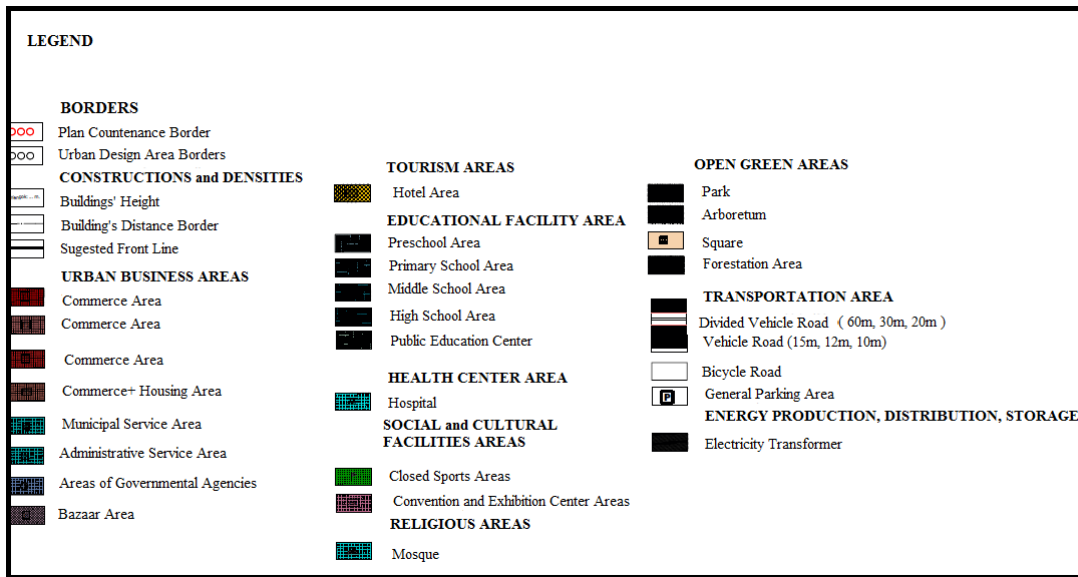 LEGEND
BORDERS
Plan Countenance Border
Urban Design Area Borders
CONSTRUCTIONS and DENSITIES
Buildings' Height
Building's Distance Border
Sugested Front Line
URBAN BUSINESS AREAS
Commerce Area
Commerce Area
Commerce Area
Commerce+ Housing Area
Municipal Service Area
Administrative Service Area
Areas of Governmental Agencies
Bazaar Area
TOURISM AREAS
Hotel Area
EDUCATIONAL FACILITY AREA
Preschool Area
Primary School Area
Middle School Area
High School Area
Public Education Center
HEALTH CENTER AREA
Hospital
SOCIAL and CULTURAL
FACILITIES AREAS
Closed Sports Areas
Convention and Exhibition Center Areas
RELIGIOUS AREAS
Mosque
OPEN GREEN AREAS
Park
Arboretum
Square
Forestation Area
TRANSPORTATION AREA
Divided Vehicle Road ( 60m, 30m, 20m )
Vehicle Road (15m, 12m, 10m)
Bicycle Road
P
General Parking Area
ENERGY PRODUCTION, DISTRIBUTION, STORAGE
Electricity Transformer